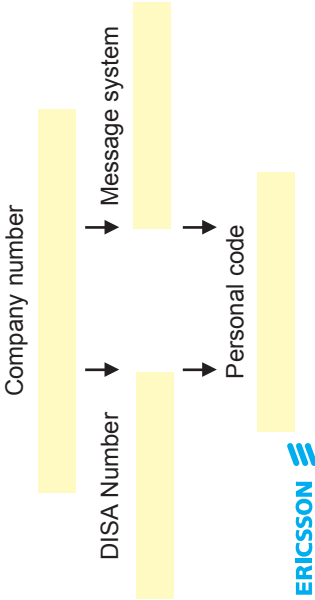 Company number
DISA Number
Message system
Personal code
ERICSSON